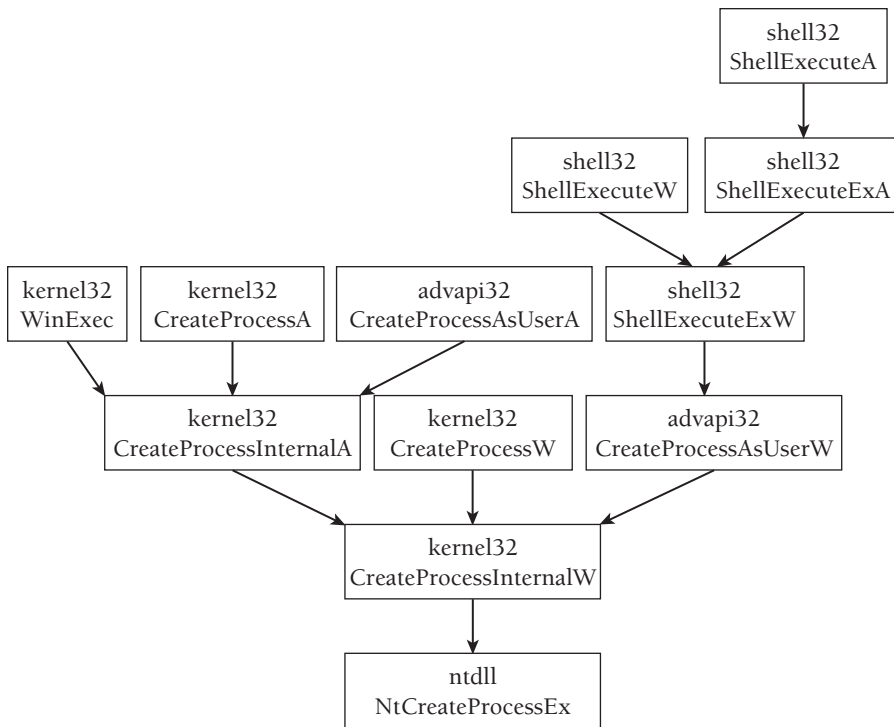 shell32
ShellExecuteA
shell32
ShellExecuteW
shell32
ShellExecuteExA
kernel32
WinExec
kernel32
CreateProcessA
advapi32
CreateProcessAsUserA
shell32
ShellExecuteExW
kernel32
CreateProcessInternalA
kernel32
CreateProcessW
advapi32
CreateProcessAsUserW
kernel32
CreateProcessInternalW
ntdll
NtCreateProcessEx